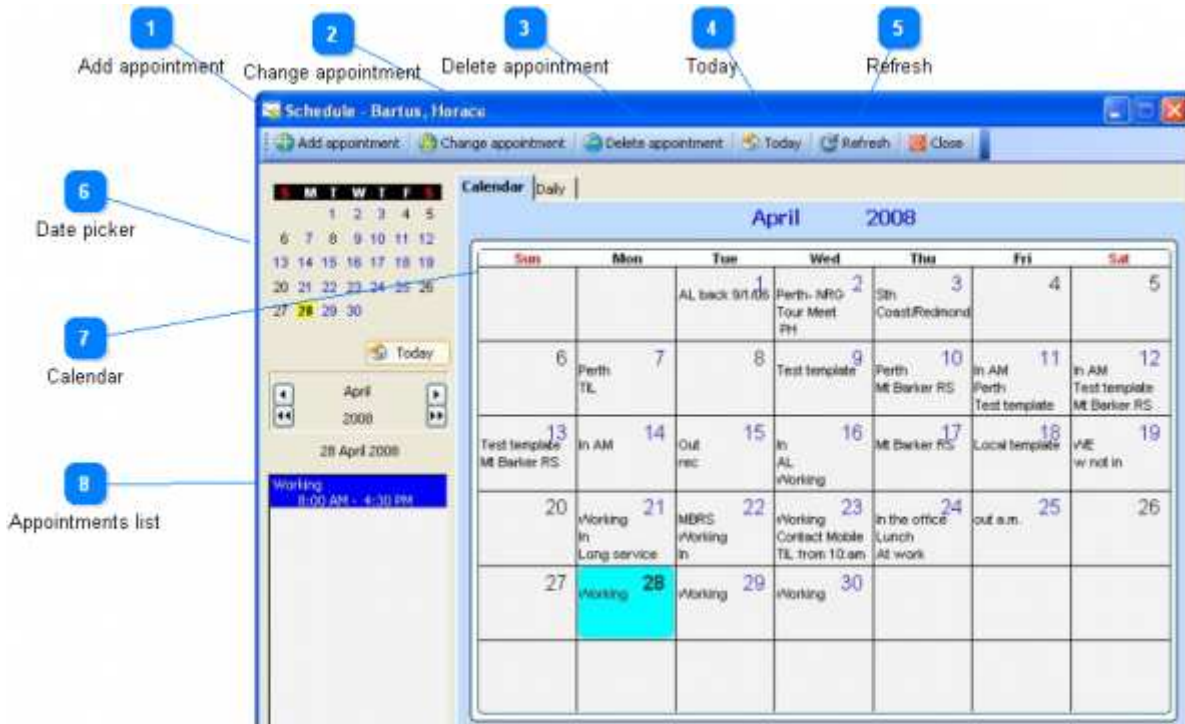 1
2
3
4
5
Add appointment
Change appointment
Delete appointment
Today
Refresh
Schedule - Bartus, Horace
Add appointment
Change appointment
Delete appointment
Today
Refresh
Close
6
Date picker
7
Calendar
8
Appointments list
S M T W T F S
1 2 3 4 5
6 7 8 9 10 11 12
13 14 15 16 17 18 19
20 21 22 23 24 25 26
27 28 29 30
Today
April
2008
28 April 2008
Working
8:00 AM - 4:30 PM
Calendar
Daily
April 2008
Sun Mon Tue Wed Thu Fri Sat
1
AL back 9/1/06
2
Perth- NRG
Tour Meet
PH
3
Sth
Coast/Redmond
4
5
6
7
Perth
TIL
8
9
Test template
10
Perth
Mt Barker RS
11
In AM
Perth
Test template
12
In AM
Test template
Mt Barker RS
13
Test template
Mt Barker RS
14
In AM
15
Out
rec
16
In
AL
Working
17
Mt Barker RS
18
Local template
19
WE
w not in
20
21
Working
In
Long service
22
MBRS
Working
In
23
Working
Contact Mobile
TIL from 10:am
24
In the office
Lunch
At work
25
out a.m.
26
27
28
Working
29
Working
30
Working